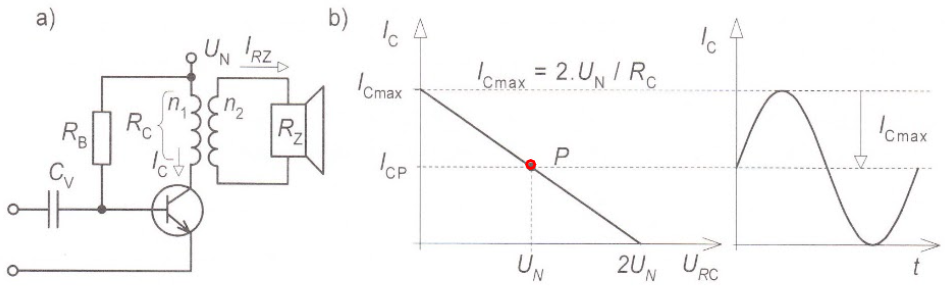 a)
U_N
I_RZ
R_B
R_C
n_1
n_2
R_Z
I_C
C_V
b)
I_C
I_Cmax
I_Cmax = 2.U_N / R_C
I_CP
P
U_N
2U_N
U_RC
I_C
I_Cmax
t